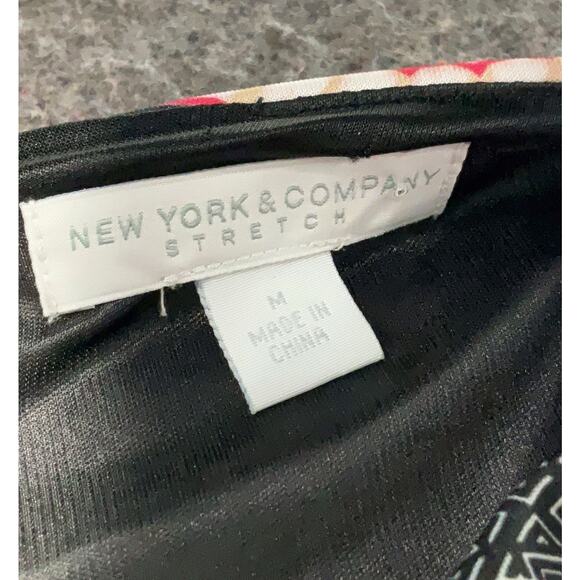 NEW YORK & COMPANY
STRETCH
M
MADE IN
CHINA